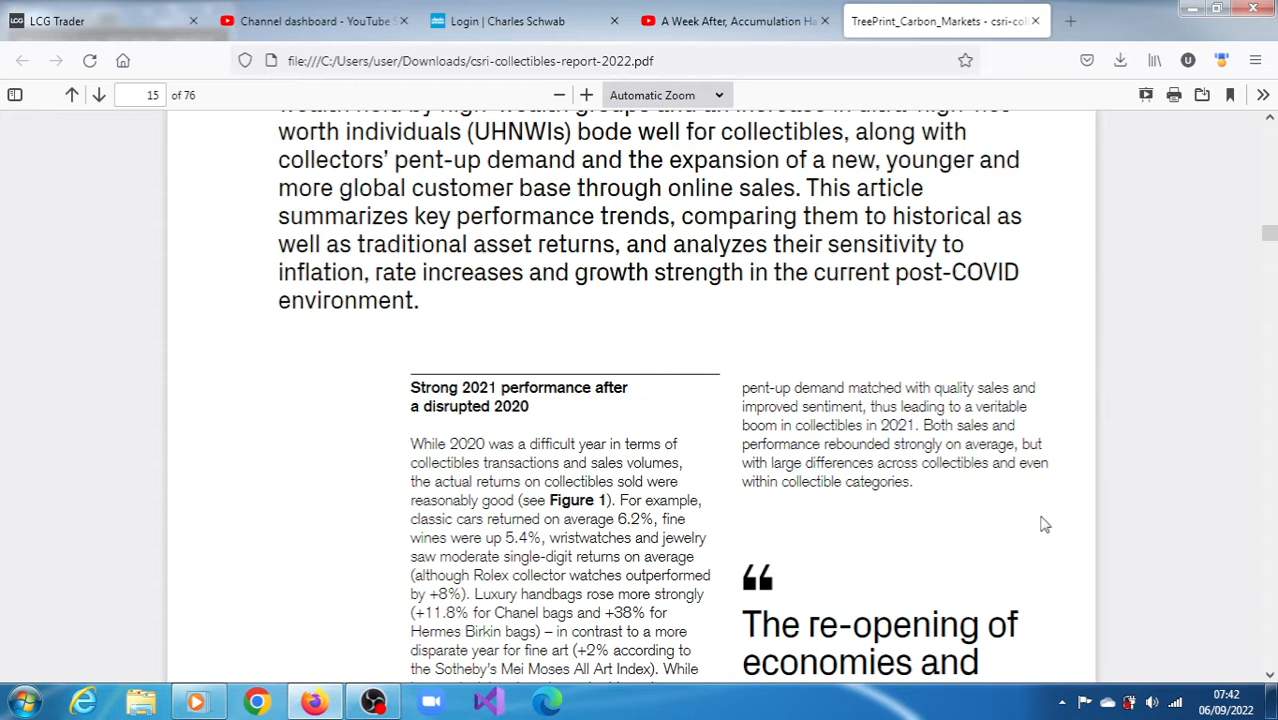 LCG
LCG Trader
Channel dashboard - YouTube S
Login | Charles Schwab
A Week After, Accumulation Ha
TreePrint_Carbon_Markets - csri-coll
file:///C:/Users/user/Downloads/csri-collectibles-report-2022.pdf
15 of 76
Automatic Zoom
worth individuals (UHNWIs) bode well for collectibles, along with
collectors’ pent-up demand and the expansion of a new, younger and
more global customer base through online sales. This article
summarizes key performance trends, comparing them to historical as
well as traditional asset returns, and analyzes their sensitivity to
inflation, rate increases and growth strength in the current post-COVID
environment.
Strong 2021 performance after
a disrupted 2020
While 2020 was a difficult year in terms of
collectibles transactions and sales volumes,
the actual returns on collectibles sold were
reasonably good (see Figure 1). For example,
classic cars returned on average 6.2%, fine
wines were up 5.4%, wristwatches and jewelry
saw moderate single-digit returns on average
(although Rolex collector watches outperformed
by +8%). Luxury handbags rose more strongly
(+11.8% for Chanel bags and +38% for
Hermes Birkin bags) – in contrast to a more
disparate year for fine art (+2% according to
the Sotheby’s Mei Moses All Art Index). While
pent-up demand matched with quality sales and
improved sentiment, thus leading to a veritable
boom in collectibles in 2021. Both sales and
performance rebounded strongly on average, but
with large differences across collectibles and even
within collectible categories.
“
The re-opening of
economies and
07:42
06/09/2022